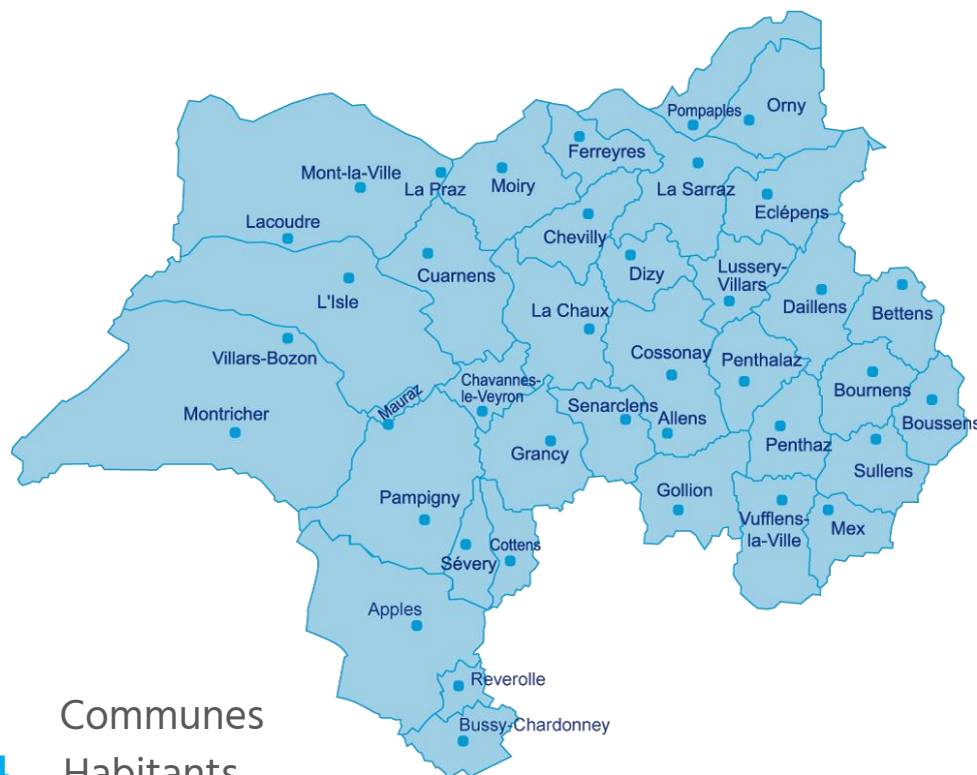 Pompaples
Orny
Ferreyres
Mont-la-Ville
La Praz
Moiry
La Sarraz
Eclépens
Lacoudre
Chevilly
Cuarnens
Dizy
Lussery-
Villars
L'Isle
La Chaux
Daillens
Bettens
Villars-Bozon
Cossonay
Penthalaz
Chavannes-
le-Veyron
Bournens
Mauraz
Senarclens
Montricher
Allens
Boussens
Grancy
Penthaz
Sullens
Pampigny
Gollion
Vufflens-
la-Ville
Mex
Cottens
Sévery
Apples
Reverolle
Communes
Bussy-Chardonney
Habitants